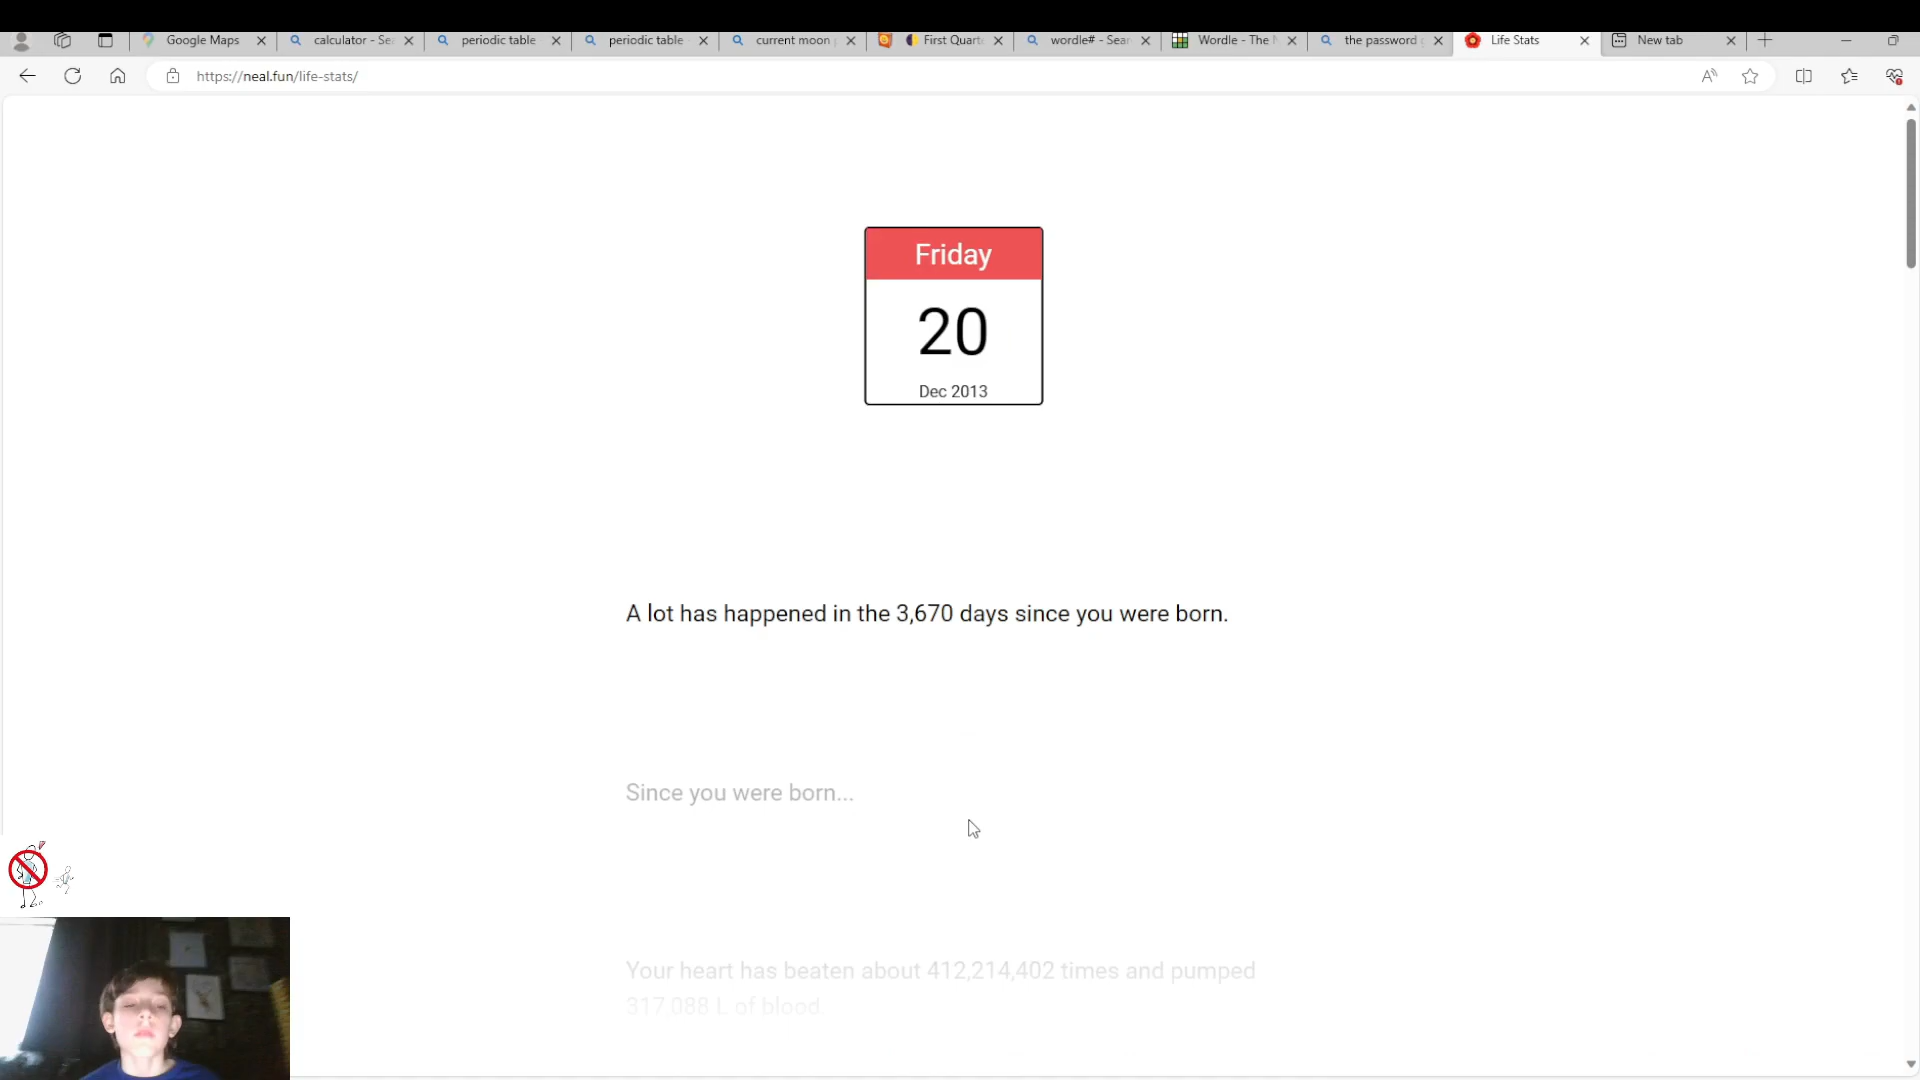 Google Maps
calculator - Sea
periodic table
periodic table
current moon
First Quart
wordle# - Sear
Wordle - The N
the password g
Life Stats
New tab
https://neal.fun/life-stats/
Friday
20
Dec 2013
A lot has happened in the 3,670 days since you were born.
Since you were born...
Your heart has beaten about 412,214,402 times and pumped
317,088 L of blood.